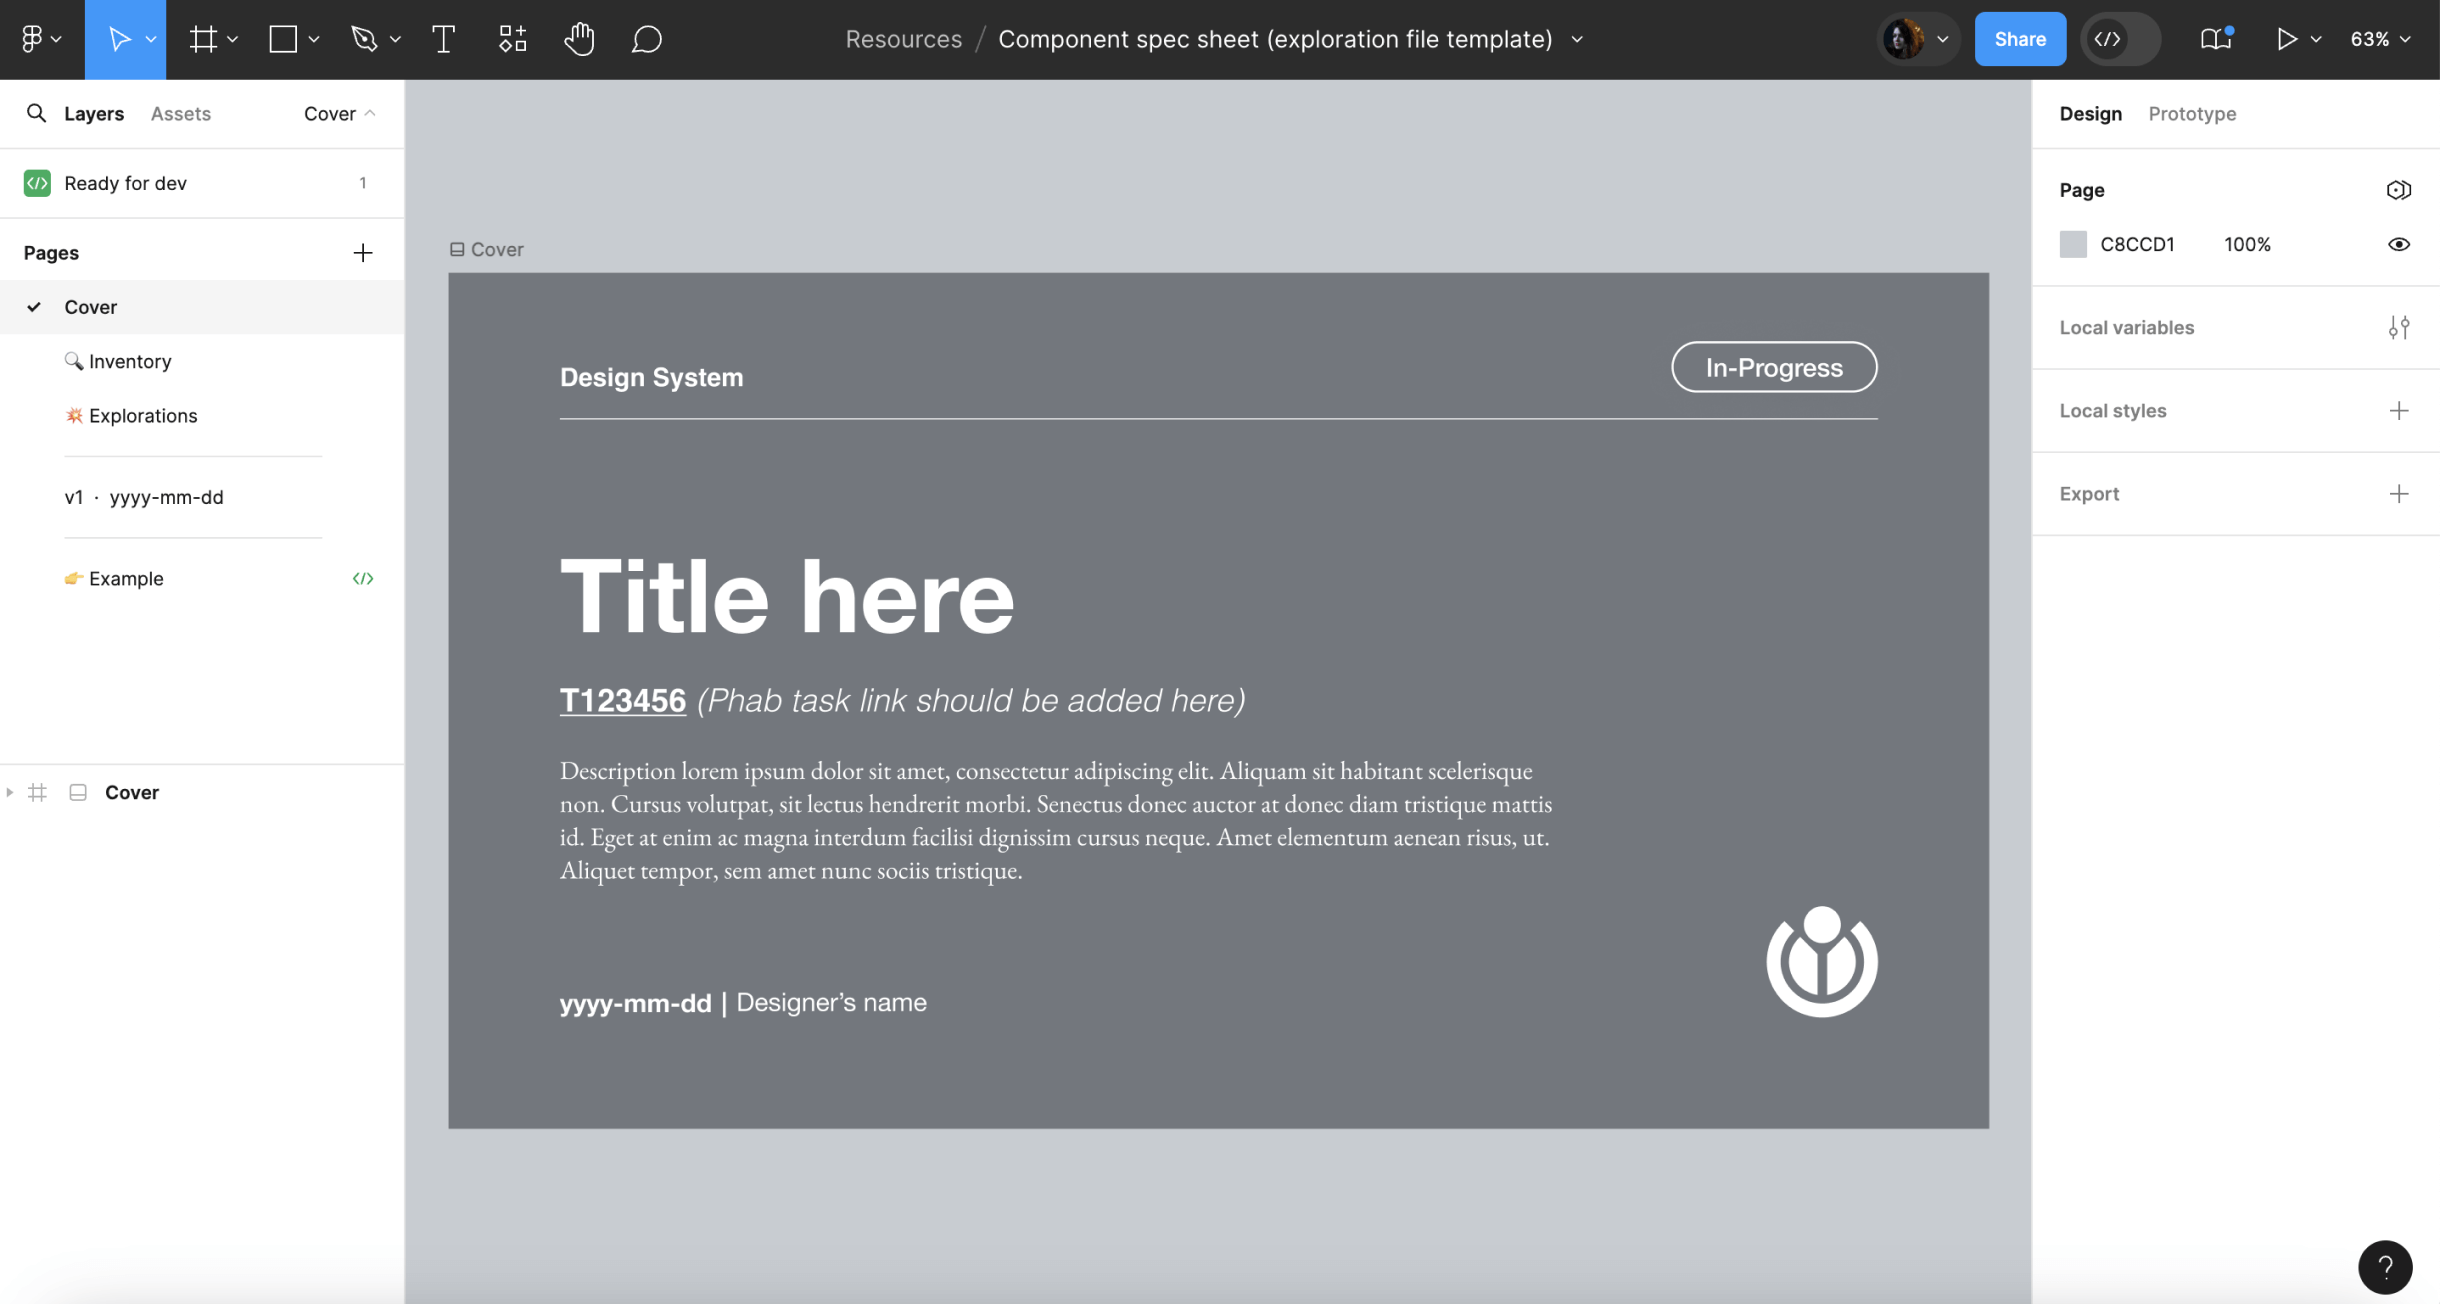 Resources / Component spec sheet (exploration file template)
Share
63%
Layers
Assets
Cover
Ready for dev
1
Pages
Cover
Inventory
Explorations
v1 · yyyy-mm-dd
Example
Cover
Cover
Design System
In-Progress
Title here
T123456 (Phab task link should be added here)
Description lorem ipsum dolor sit amet, consectetur adipiscing elit. Aliquam sit habitant scelerisque
non. Cursus volutpat, sit lectus hendrerit morbi. Senectus donec auctor at donec diam tristique mattis
id. Eget at enim ac magna interdum facilisi dignissim cursus neque. Amet elementum aenean risus, ut.
Aliquet tempor, sem amet nunc sociis tristique.
yyyy-mm-dd | Designer’s name
Design
Prototype
Page
C8CCD1 100%
Local variables
Local styles
Export
?